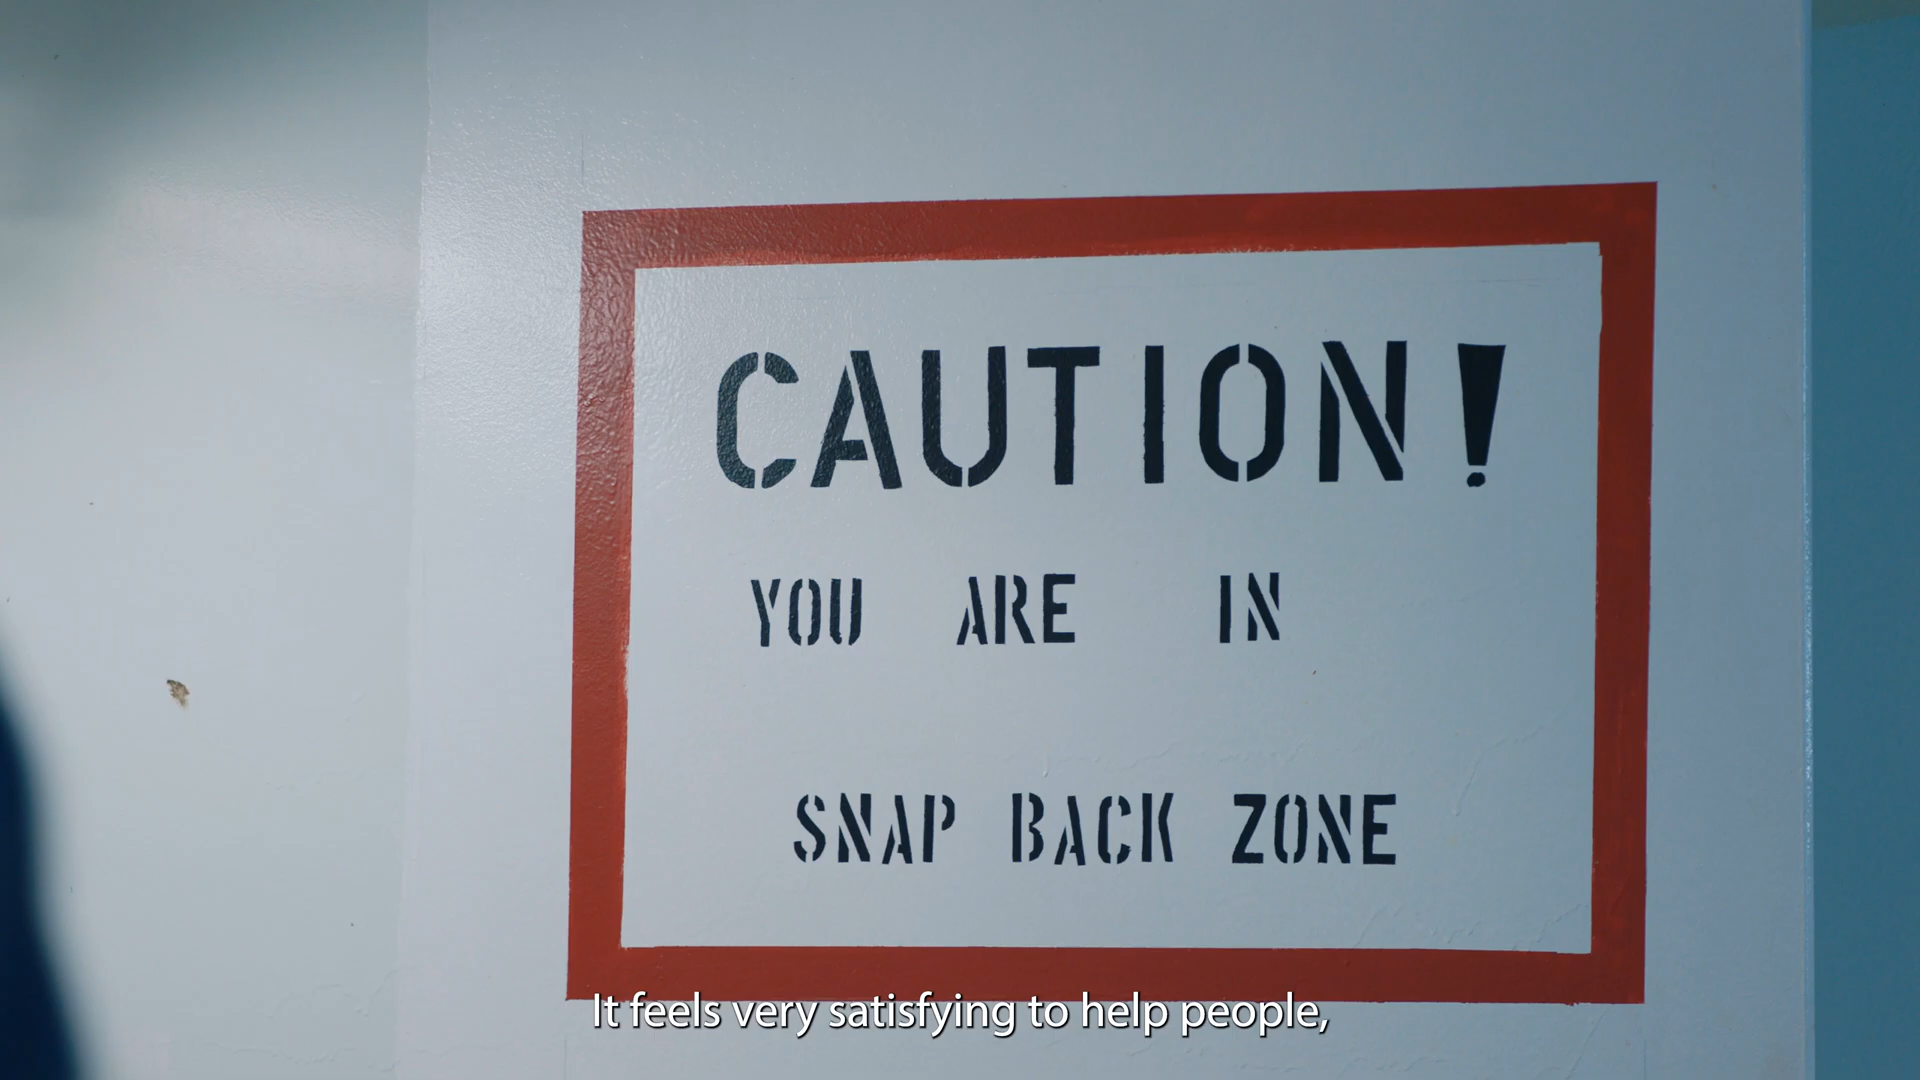 CAUTION!
YOU ARE IN
SNAP BACK ZONE
It feels very satisfying to help people,